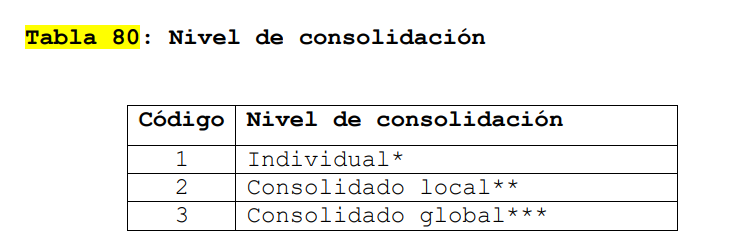 Tabla 80: Nivel de consolidación
Código Nivel de consolidación
1 Individual*
2 Consolidado local**
3 Consolidado global***